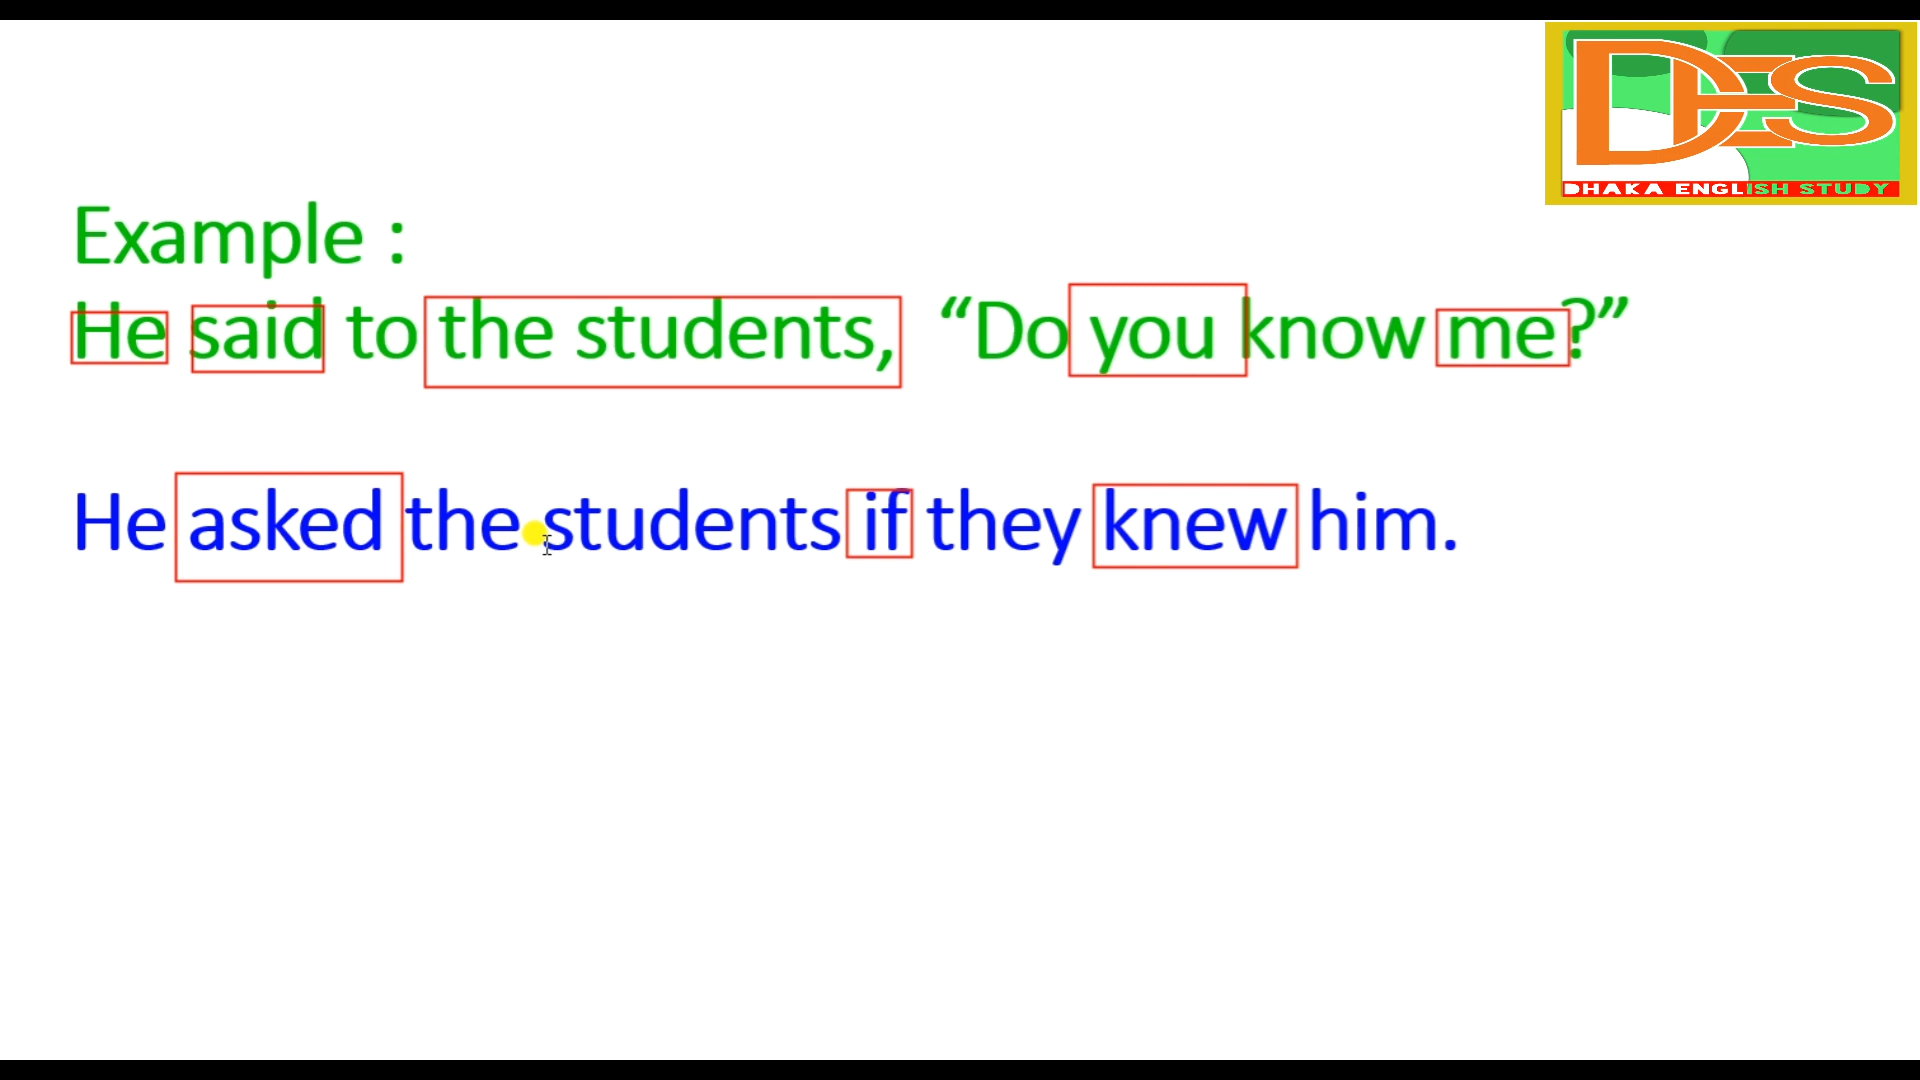 DES
DHAKA ENGLISH STUDY
Example :
He said to the students, “Do you know me?”
He asked the students if they knew him.